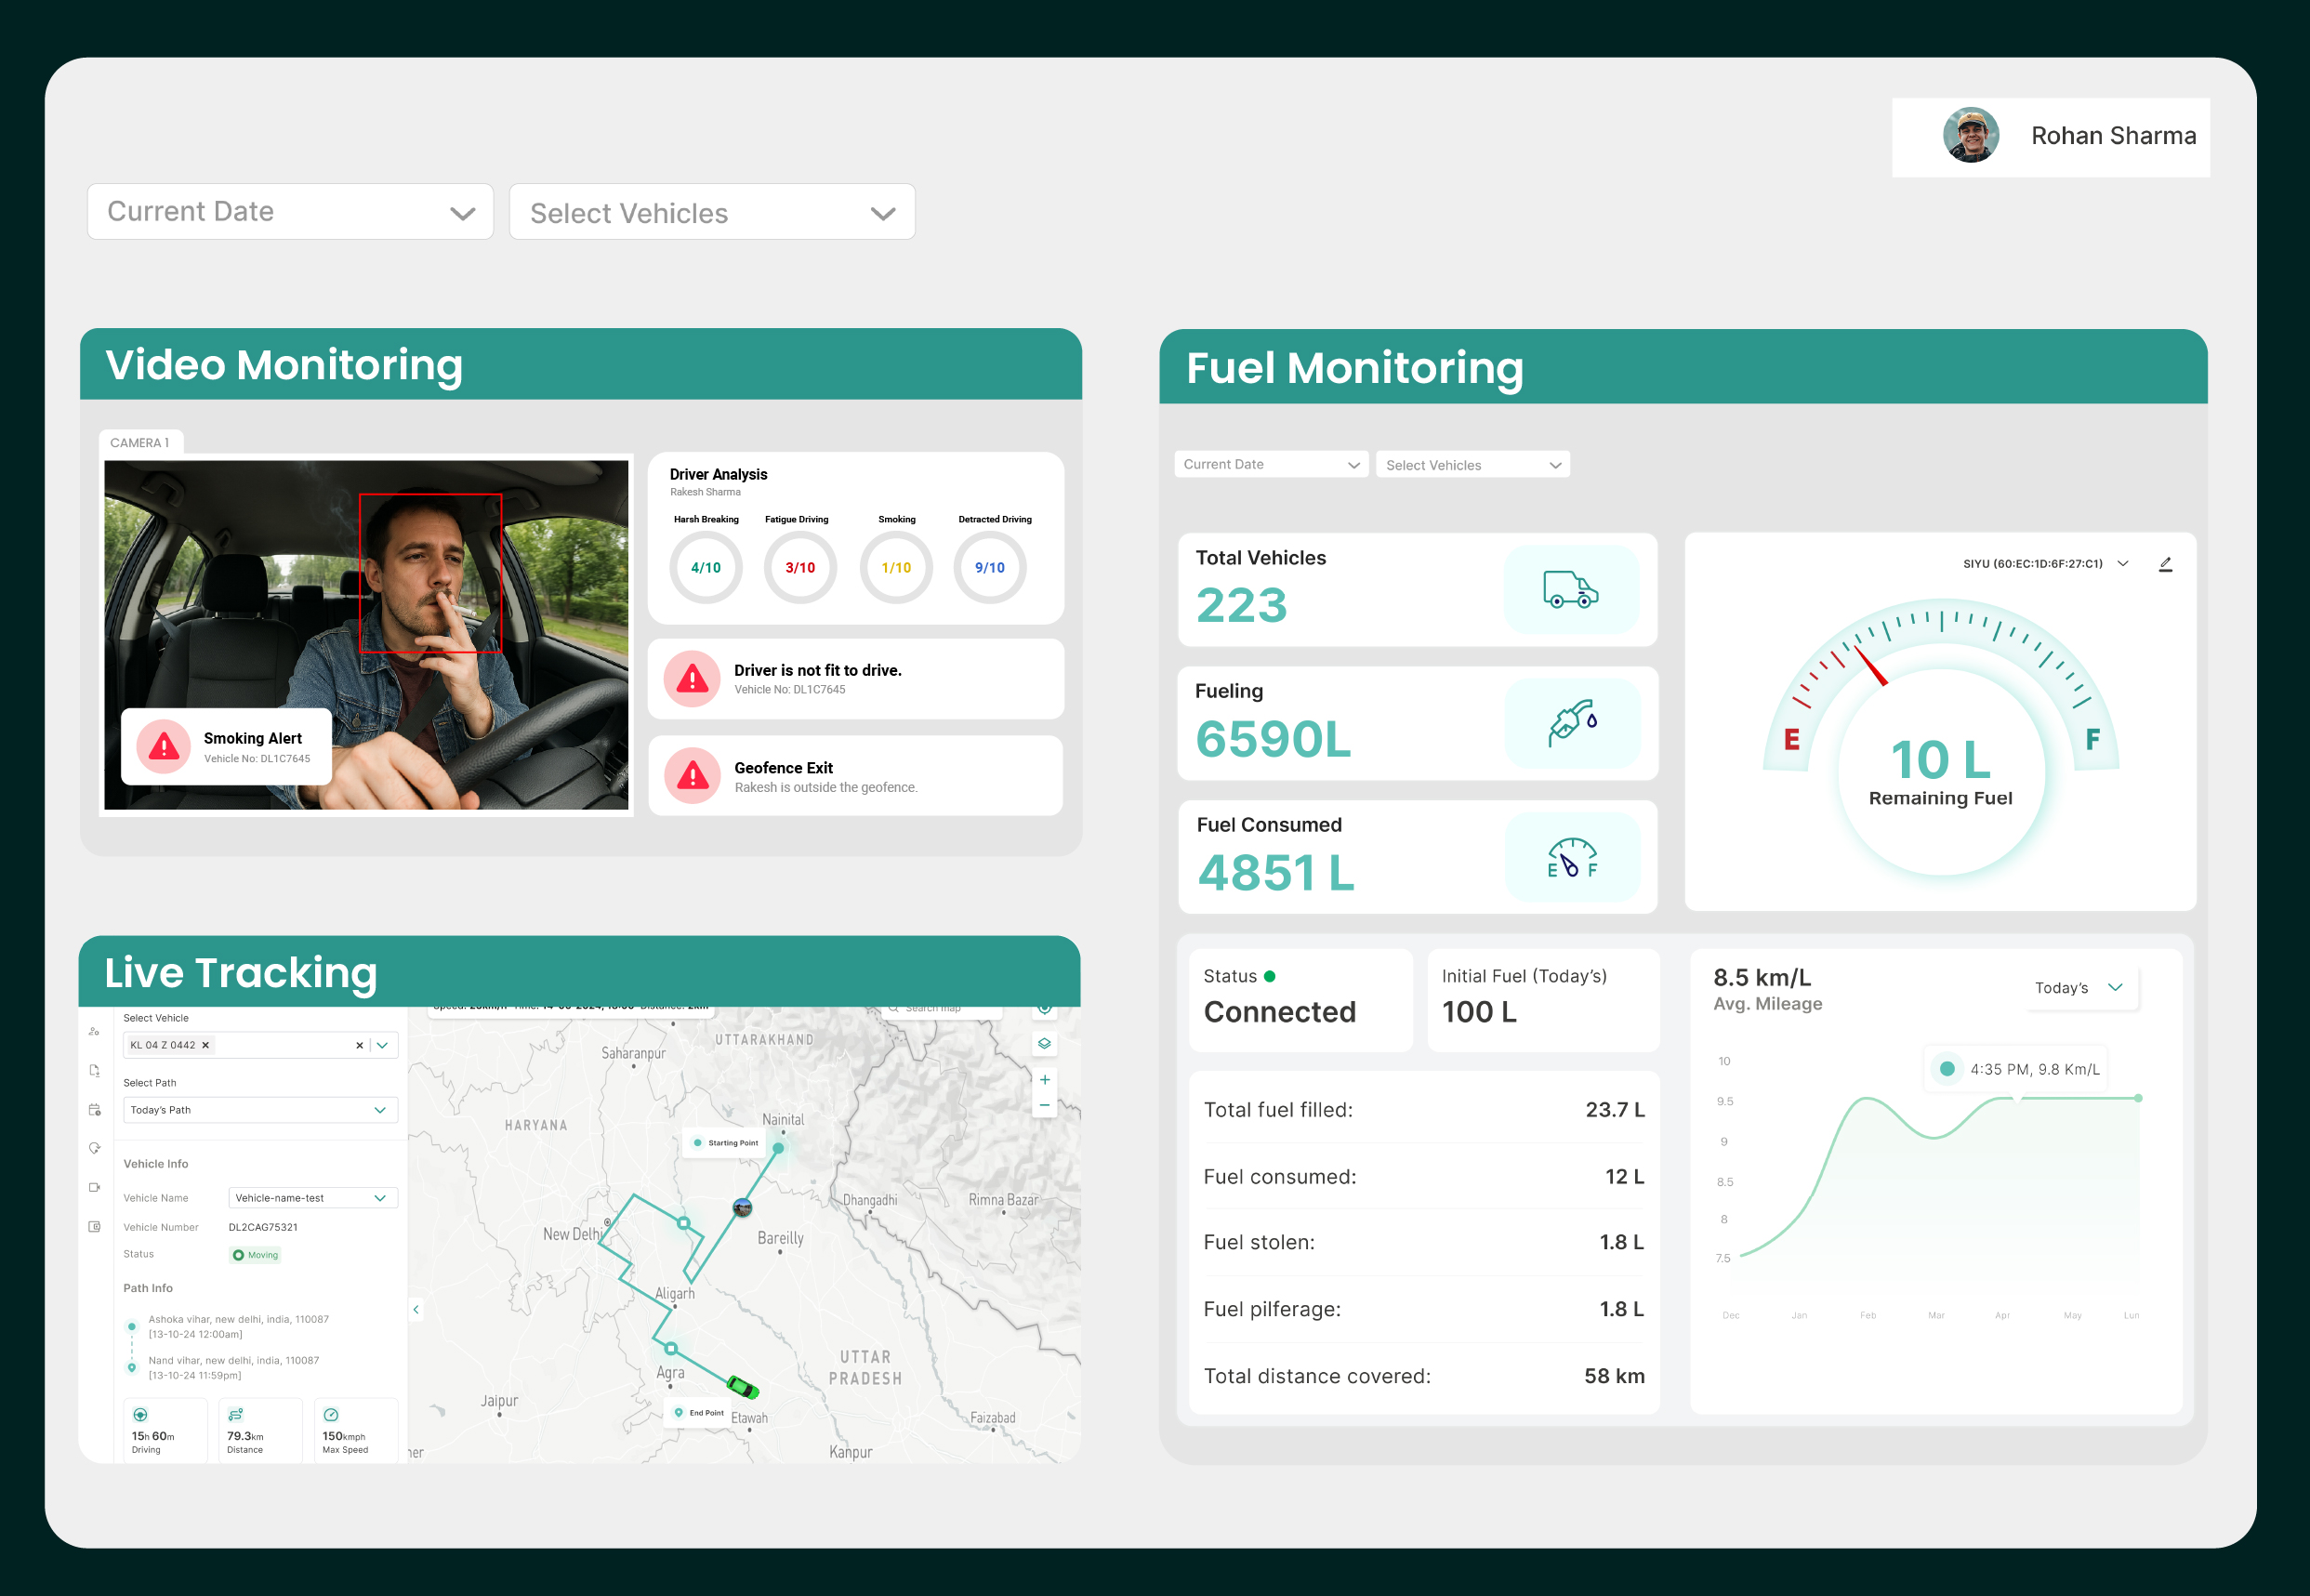 Rohan Sharma
Current Date
Select Vehicles
Video Monitoring
CAMERA 1
Smoking Alert
Vehicle No: DL1C7645
Driver Analysis
Rakesh Sharma
Harsh Breaking
Fatigue Driving
Smoking
Detracted Driving
4/10
3/10
1/10
9/10
Driver is not fit to drive.
Vehicle No: DL1C7645
Geofence Exit
Rakesh is outside the geofence.
Live Tracking
Select Vehicle
KL 04 Z 0442
Select Path
Today's Path
Vehicle Info
Vehicle Name
Vehicle-name-test
Vehicle Number
DL2CAG75321
Status
Moving
Path Info
Ashoka vihar, new delhi, india, 110087
[13-10-24 12:00am]
Nand vihar, new delhi, india, 110087
[13-10-24 11:59pm]
15h 60m
Driving
79.3km
Distance
150kmph
Max Speed
Search map
UTTARAKHAND
Saharanpur
HARYANA
Nainital
Starting Point
Dhangadhi
Rimna Bazar
New Delhi
Bareilly
Aligarh
UTTAR
PRADESH
Agra
Jaipur
End Point
Etawah
Faizabad
Kanpur
Fuel Monitoring
Current Date
Select Vehicles
Total Vehicles
223
Fueling
6590L
Fuel Consumed
4851 L
E F
SIYU (60:EC:1D:6F:27:C1)
E
F
10 L
Remaining Fuel
Status
Connected
Initial Fuel (Today's)
100 L
Total fuel filled:
23.7 L
Fuel consumed:
12 L
Fuel stolen:
1.8 L
Fuel pilferage:
1.8 L
Total distance covered:
58 km
8.5 km/L
Avg. Mileage
Today's
4:35 PM, 9.8 Km/L
10
9.5
9
8.5
8
7.5
Dec
Jan
Feb
Mar
Apr
May
Lun